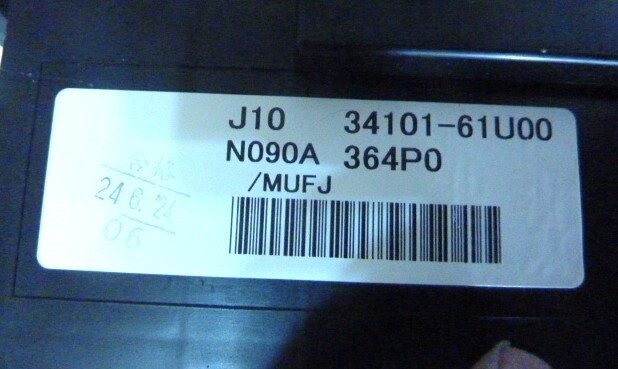 J10 34101-61U00
N090A 364P0
/MUFJ
合格
24.6.24
06